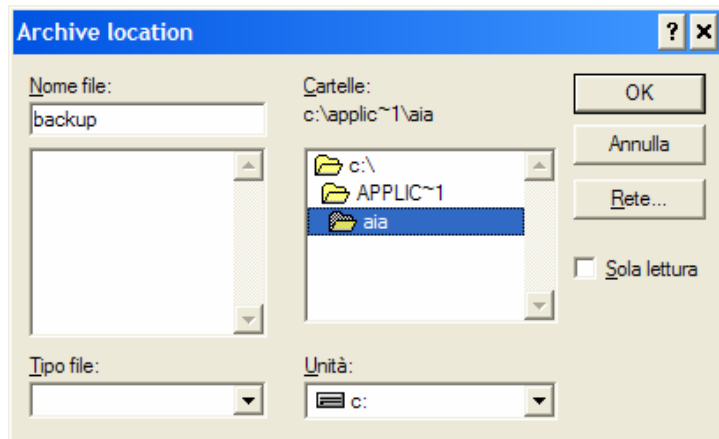 Archive location
Nome file:
backup
Cartelle:
c:\applic~1\aia
c:\
APPLIC~1
aia
OK
Annulla
Rete...
Sola lettura
Tipo file:
Unità:
c: